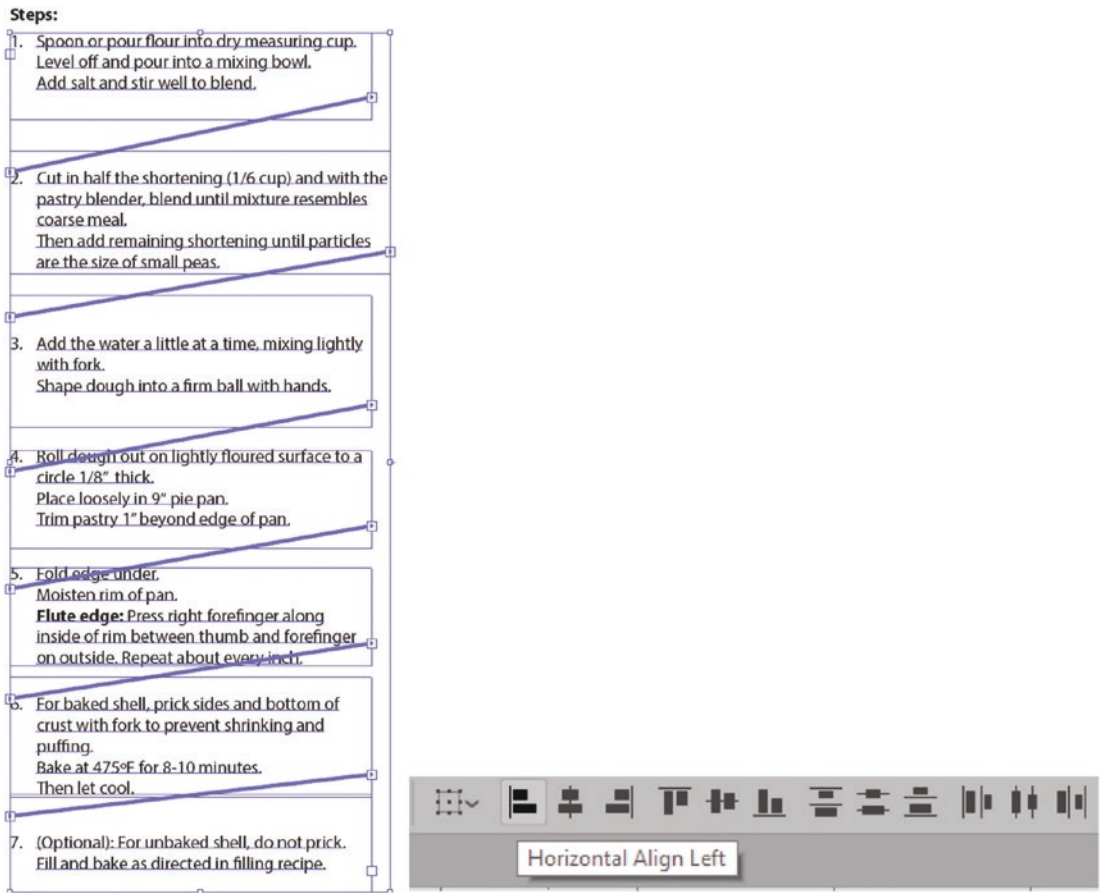 Steps:
1. Spoon or pour flour into dry measuring cup.
Level off and pour into a mixing bowl.
Add salt and stir well to blend.
2. Cut in half the shortening (1/6 cup) and with the
pastry blender, blend until mixture resembles
coarse meal.
Then add remaining shortening until particles
are the size of small peas.
3. Add the water a little at a time, mixing lightly
with fork.
Shape dough into a firm ball with hands.
4. Roll dough out on lightly floured surface to a
circle 1/8" thick.
Place loosely in 9" pie pan.
Trim pastry 1" beyond edge of pan.
5. Fold edge under.
Moisten rim of pan.
Flute edge: Press right forefinger along
inside of rim between thumb and forefinger
on outside. Repeat about every inch.
6. For baked shell, prick sides and bottom of
crust with fork to prevent shrinking and
puffing.
Bake at 475ºF for 8-10 minutes.
Then let cool.
7. (Optional): For unbaked shell, do not prick.
Fill and bake as directed in filling recipe.
Horizontal Align Left